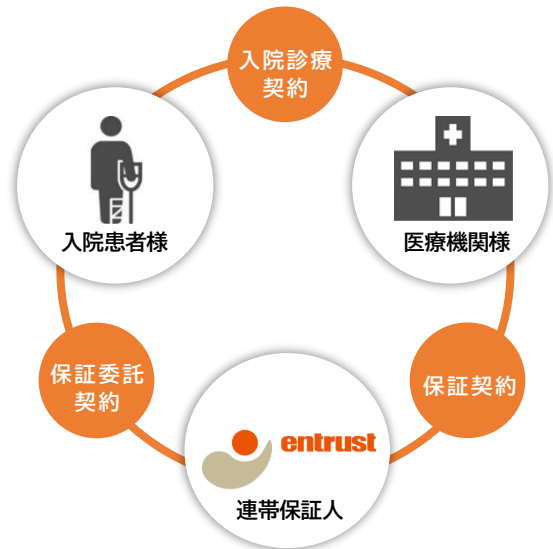 入院診療
契約
入院患者様
医療機関様
保証委託
契約
保証契約
entrust
連帯保証人